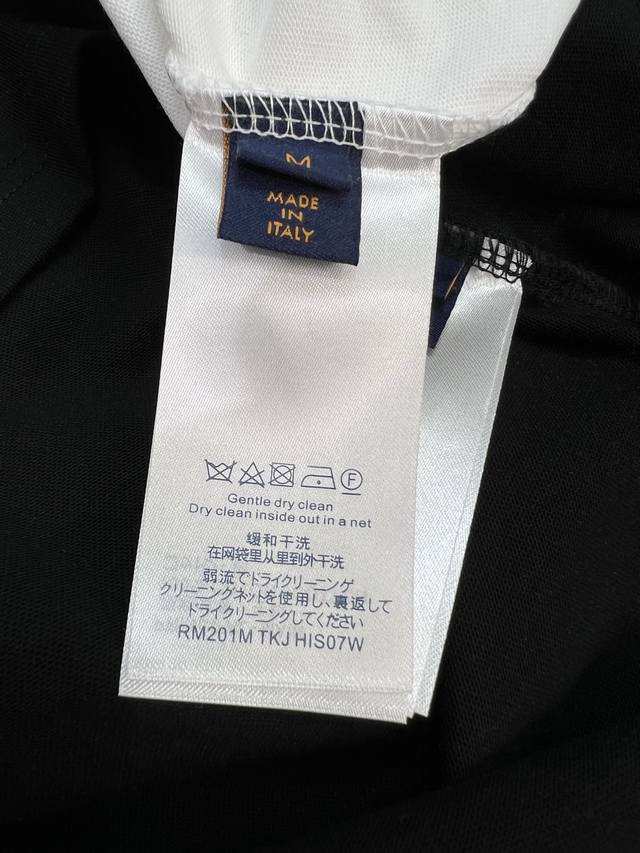 M
MADE
IN
ITALY
F
Gentle dry clean
Dry clean inside out in a net
缓和干洗
在网袋里从里到外干洗
弱流でドライクリーニンゲ
クリーニングネットを使用し、裏返して
ドライクリーニングしてください
RM201M TKJ HIS07W